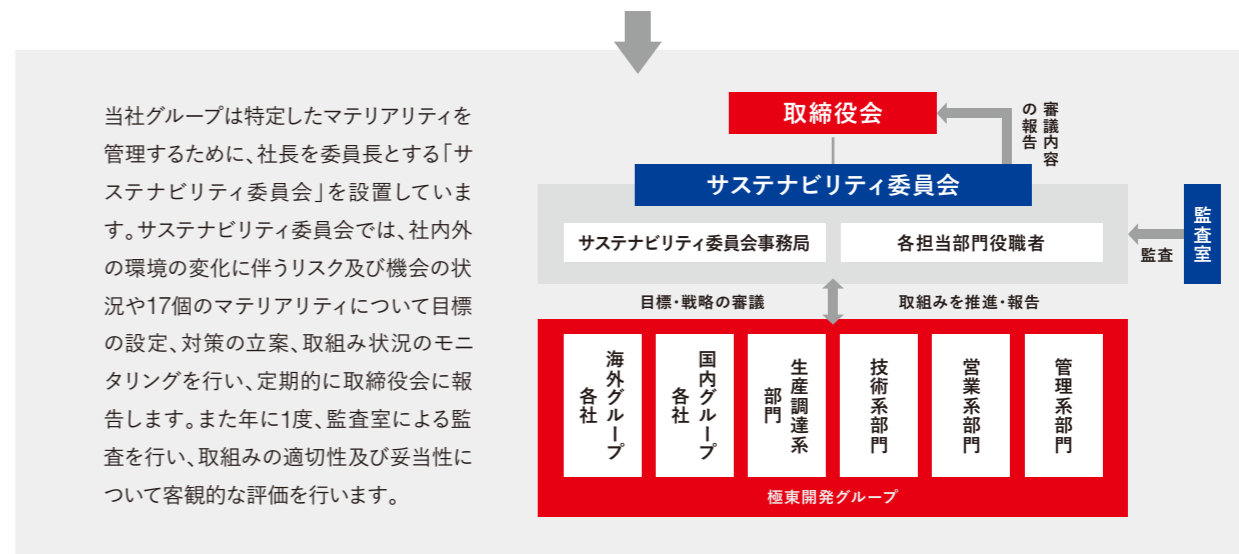 当社グループは特定したマテリアリティを
管理するために、社長を委員長とする「サ
ステナビリティ委員会」を設置していま
す。サステナビリティ委員会では、社内外
の環境の変化に伴うリスク及び機会の状
況や17個のマテリアリティについて目標
の設定、対策の立案、取組み状況のモニ
タリングを行い、定期的に取締役会に報
告します。また年に1度、監査室による監
査を行い、取組みの適切性及び妥当性に
ついて客観的な評価を行います。
取締役会
審議内容
の報告
サステナビリティ委員会
サステナビリティ委員会事務局
各担当部門役職者
監査室
監査
目標・戦略の審議
取組みを推進・報告
海外グループ
各社
国内グループ
各社
生産調達系
部門
技術系部門
営業系部門
管理系部門
極東開発グループ